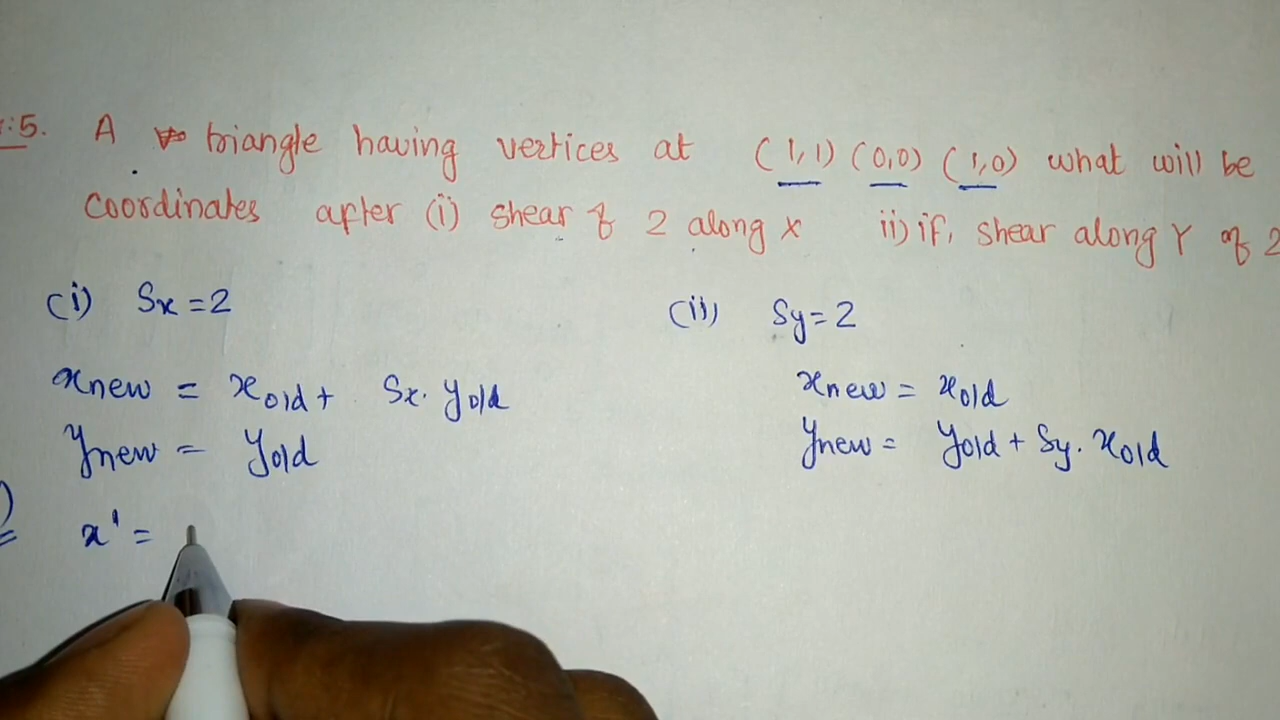 :5. A triangle having vertices at (1,1) (0,0) (1,0) what will be
coordinates after (i) shear of 2 along x ii) if, shear along Y of 2
(i) Sx = 2
xnew = xold + Sx. yold
ynew = yold
(ii) Sy = 2
xnew = xold
ynew = yold + Sy. xold
) x' =